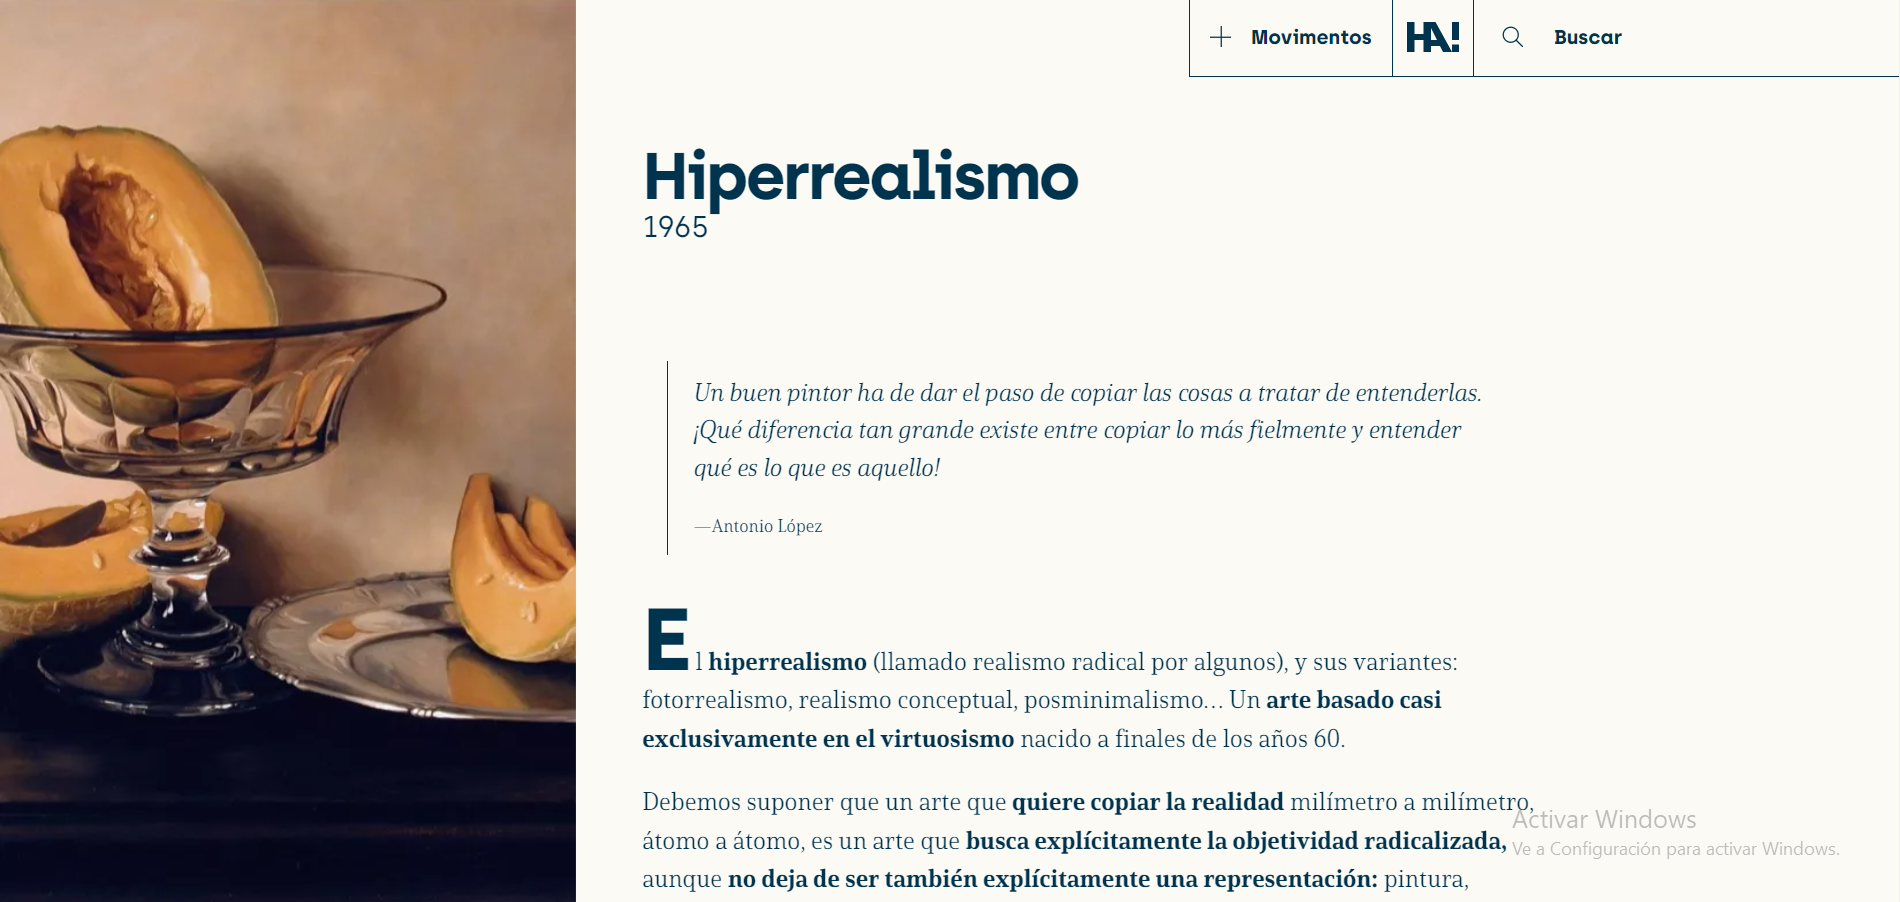 Movimentos
HA!
Buscar
Hiperrealismo
1965
Un buen pintor ha de dar el paso de copiar las cosas a tratar de entenderlas.
¡Qué diferencia tan grande existe entre copiar lo más fielmente y entender
qué es lo que es aquello!
—Antonio López
El hiperrealismo (llamado realismo radical por algunos), y sus variantes:
fotorrealismo, realismo conceptual, posminimalismo… Un arte basado casi
exclusivamente en el virtuosismo nacido a finales de los años 60.
Debemos suponer que un arte que quiere copiar la realidad milímetro a milímetro,
átomo a átomo, es un arte que busca explícitamente la objetividad radicalizada,
aunque no deja de ser también explícitamente una representación: pintura,
Activar Windows
Ve a Configuración para activar Windows.